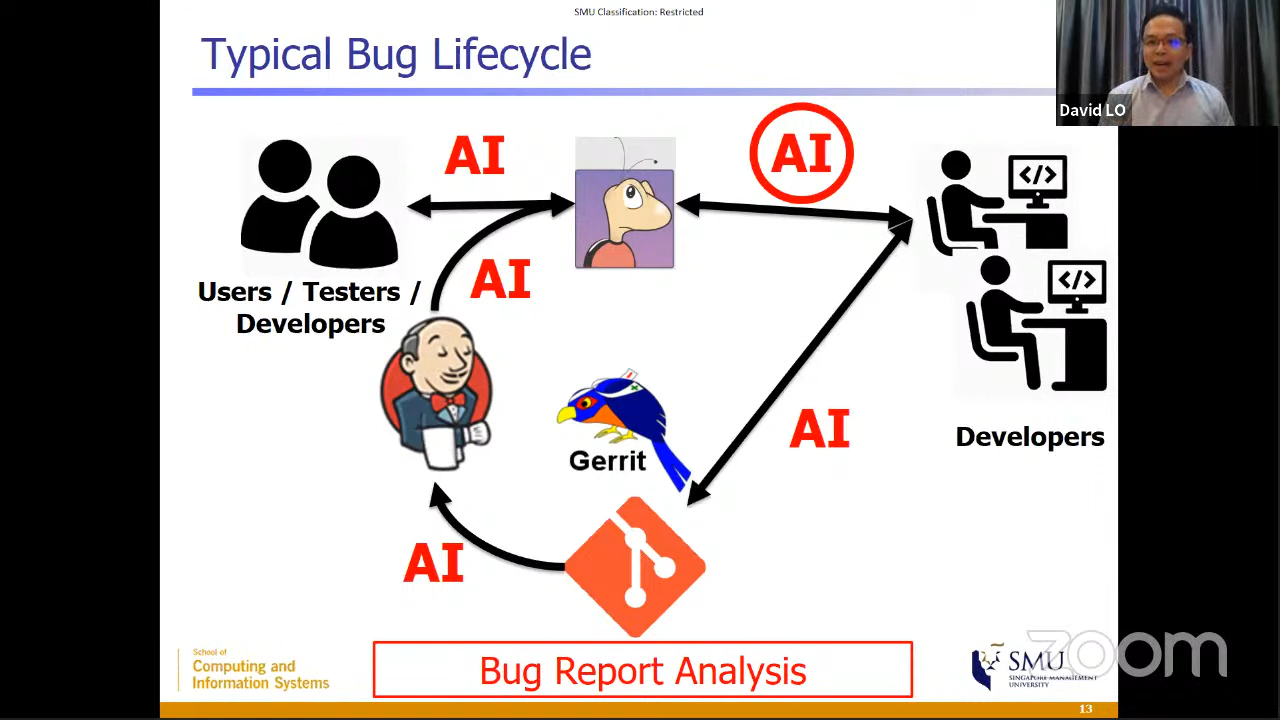 SMU Classification: Restricted
Typical Bug Lifecycle
David LO
AI
AI
</>
</>
Users / Testers /
Developers
AI
Gerrit
AI
Developers
AI
Bug Report Analysis
School of
Computing and
Information Systems
SMU
SINGAPORE MANAGEMENT
UNIVERSITY
zoom
13